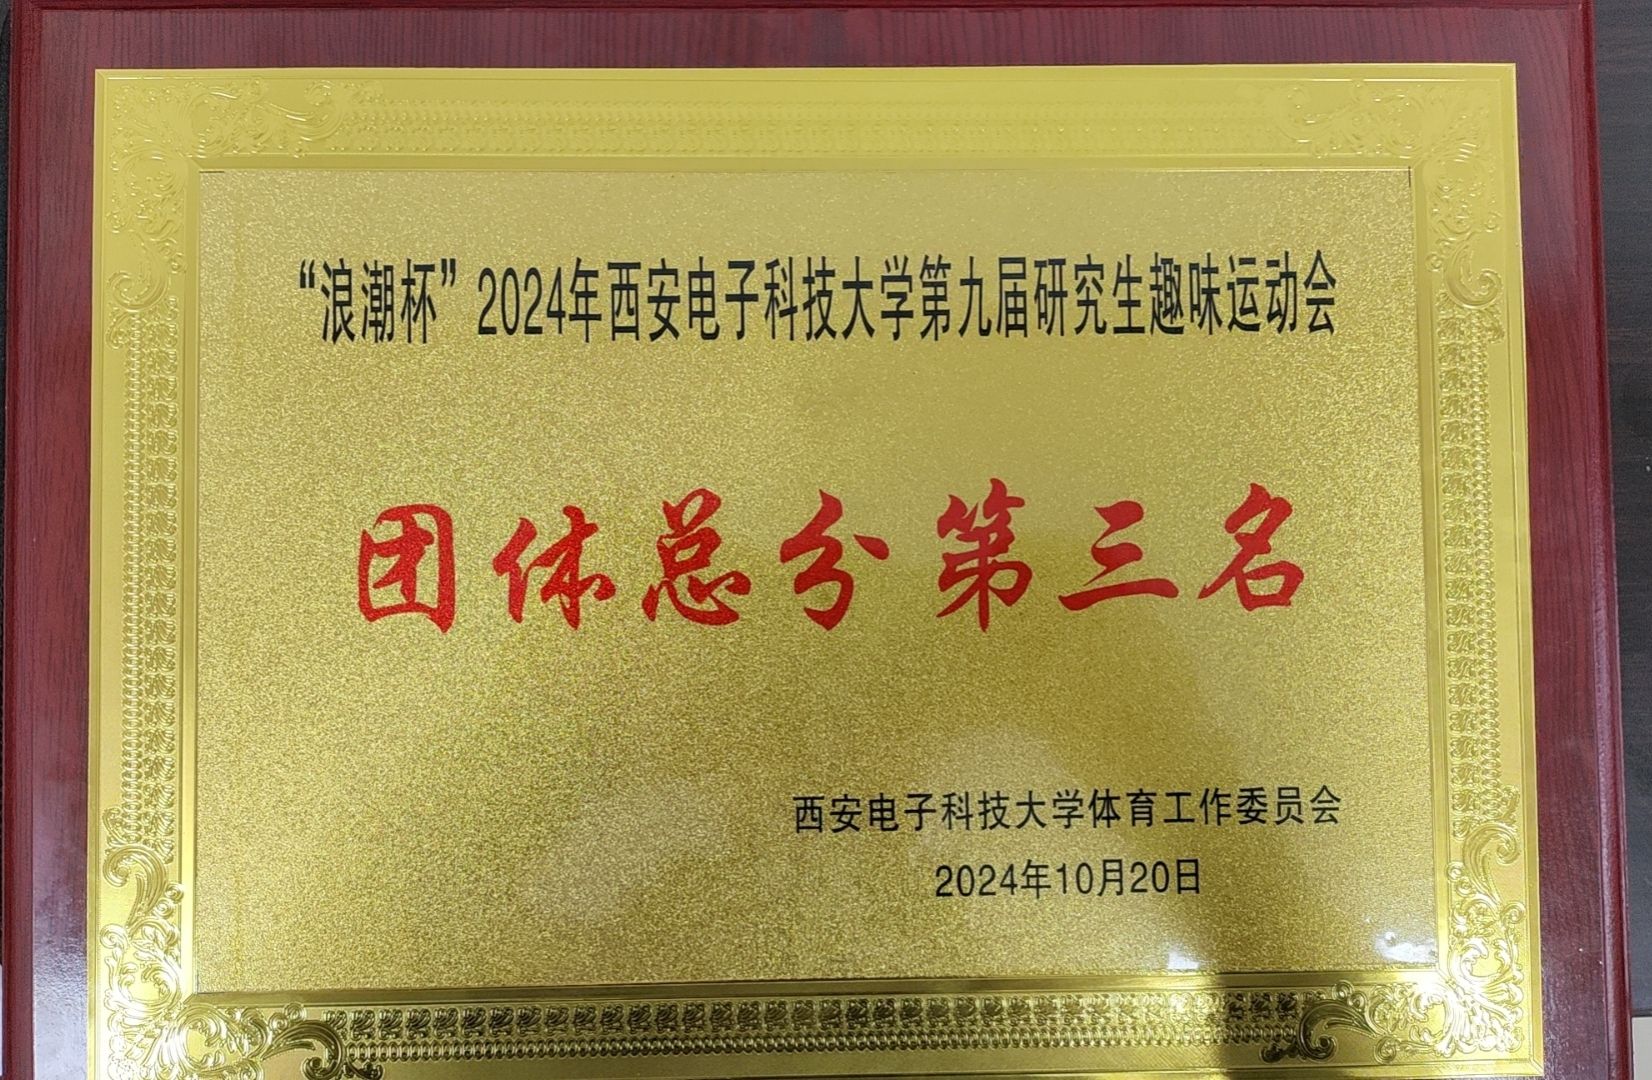 “浪潮杯”2024年西安电子科技大学第九届研究生趣味运动会
团体总分第三名
西安电子科技大学体育工作委员会
2024年10月20日